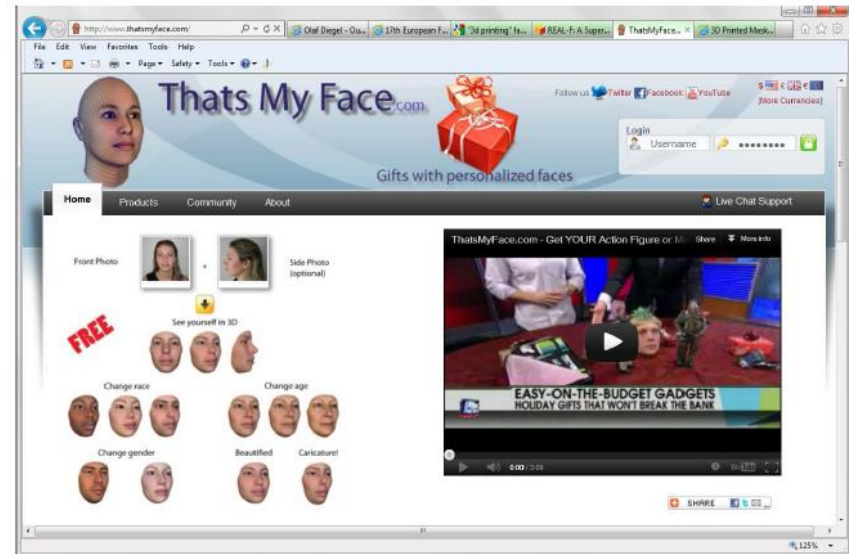 http://www.thatsmyface.com/
Olaf Diegel - Ou...
17th European F...
"3d printing" fa...
REAL-F: A Super...
ThatsMyFace...
3D Printed Mask...
File Edit View Favorites Tools Help
Page Safety Tools
Thats My Face.com
Gifts with personalized faces
Follow us Twitter Facebook YouTube
$ £ €
[More Currencies]
Login
Username
Home Products Community About
Live Chat Support
Front Photo + Side Photo
(optional)
FREE
See yourself in 3D
Change race Change age
Change gender Beautified Caricature!
ThatsMyFace.com - Get YOUR Action Figure or M
Share More info
EASY-ON-THE-BUDGET GADGETS
HOLIDAY GIFTS THAT WON'T BREAK THE BANK
0:00 / 3:09
SHARE
125%